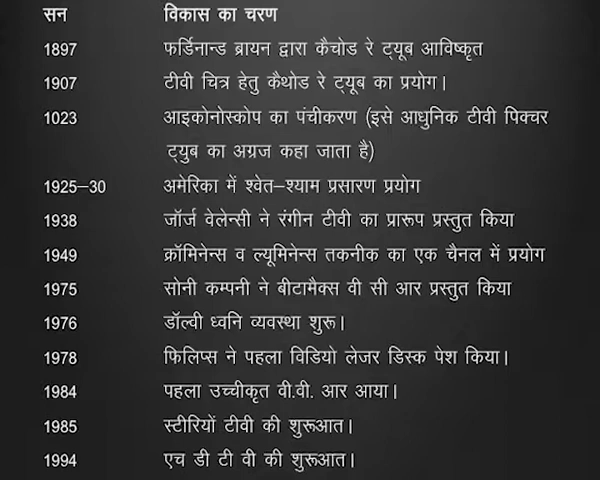 सन विकास का चरण
1897 फर्डिनान्ड ब्रायन द्वारा कैचोड रे ट्यूब आविष्कृत
1907 टीवी चित्र हेतु कैथोड रे ट्यूब का प्रयोग।
1023 आइकोनोस्कोप का पंचीकरण (इसे आधुनिक टीवी पिक्चर
ट्युब का अग्रज कहा जाता है)
1925–30 अमेरिका में श्वेत–श्याम प्रसारण प्रयोग
1938 जॉर्ज वेलेन्सी ने रंगीन टीवी का प्रारूप प्रस्तुत किया
1949 क्रॉमिनेन्स व ल्यूमिनेन्स तकनीक का एक चैनल में प्रयोग
1975 सोनी कम्पनी ने बीटामैक्स वी सी आर प्रस्तुत किया
1976 डॉल्वी ध्वनि व्यवस्था शुरू।
1978 फिलिप्स ने पहला विडियो लेजर डिस्क पेश किया।
1984 पहला उच्चीकृत वी.वी. आर आया।
1985 स्टीरियों टीवी की शुरूआत।
1994 एच डी टी वी की शुरूआत।